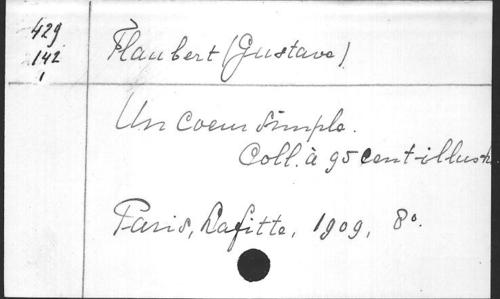 429
142
1
Flaubert (Gustave)
Un coeur simple.
Coll. à 95 cent. illustr.
Paris, Lafitte, 1909, 8°.